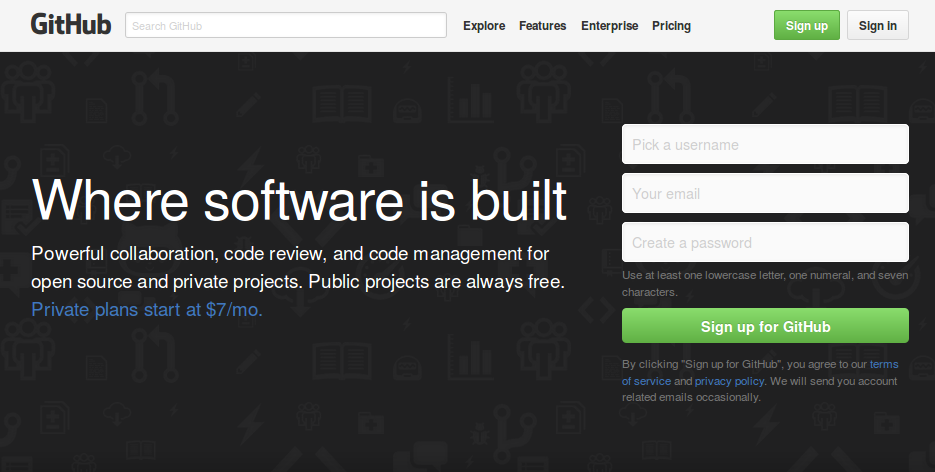 GitHub
Search GitHub
Explore Features Enterprise Pricing
Sign up
Sign in
Where software is built
Powerful collaboration, code review, and code management for
open source and private projects. Public projects are always free.
Private plans start at $7/mo.
Pick a username
Your email
Create a password
Use at least one lowercase letter, one numeral, and seven
characters.
Sign up for GitHub
By clicking "Sign up for GitHub", you agree to our terms
of service and privacy policy. We will send you account
related emails occasionally.